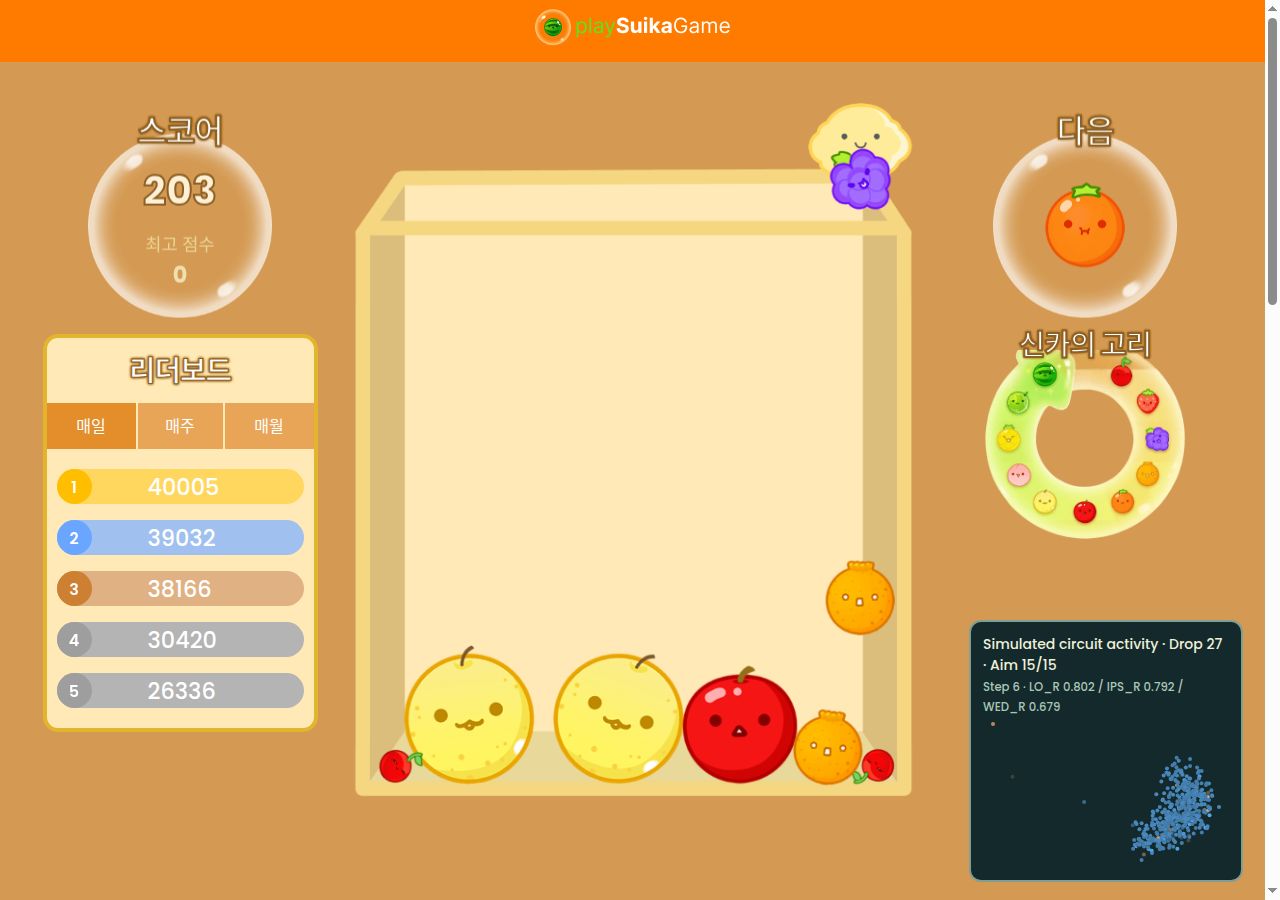 playSuikaGame
스코어
203
최고 점수
0
다음
신카의 고리
리더보드
매일
매주
매월
1
40005
2
39032
3
38166
4
30420
5
26336
Simulated circuit activity · Drop 27
· Aim 15/15
Step 6 · LO_R 0.802 / IPS_R 0.792 /
WED_R 0.679